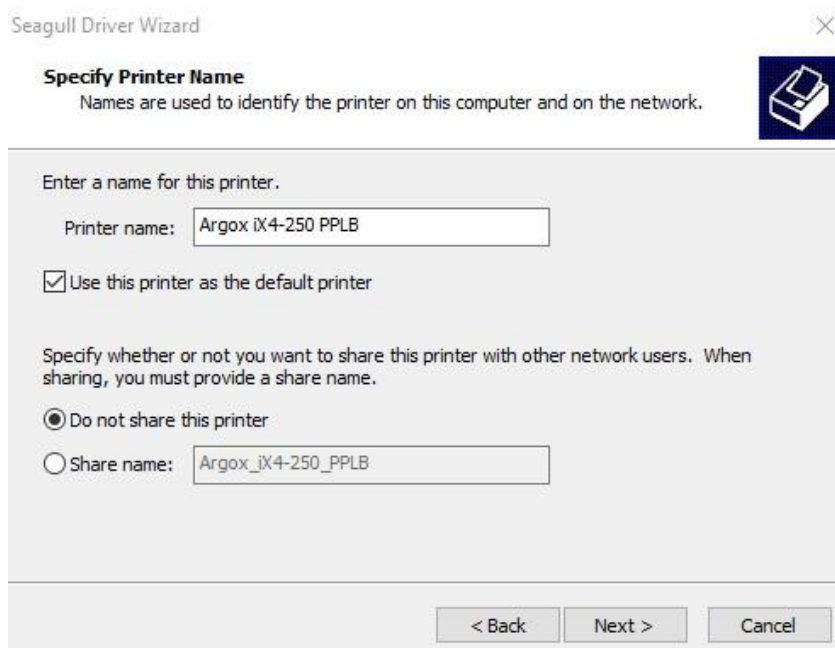 Seagull Driver Wizard
Specify Printer Name
Names are used to identify the printer on this computer and on the network.
Enter a name for this printer.
Printer name: Argox iX4-250 PPLB
Use this printer as the default printer
Specify whether or not you want to share this printer with other network users. When
sharing, you must provide a share name.
Do not share this printer
Share name: Argox_iX4-250_PPLB
< Back Next > Cancel